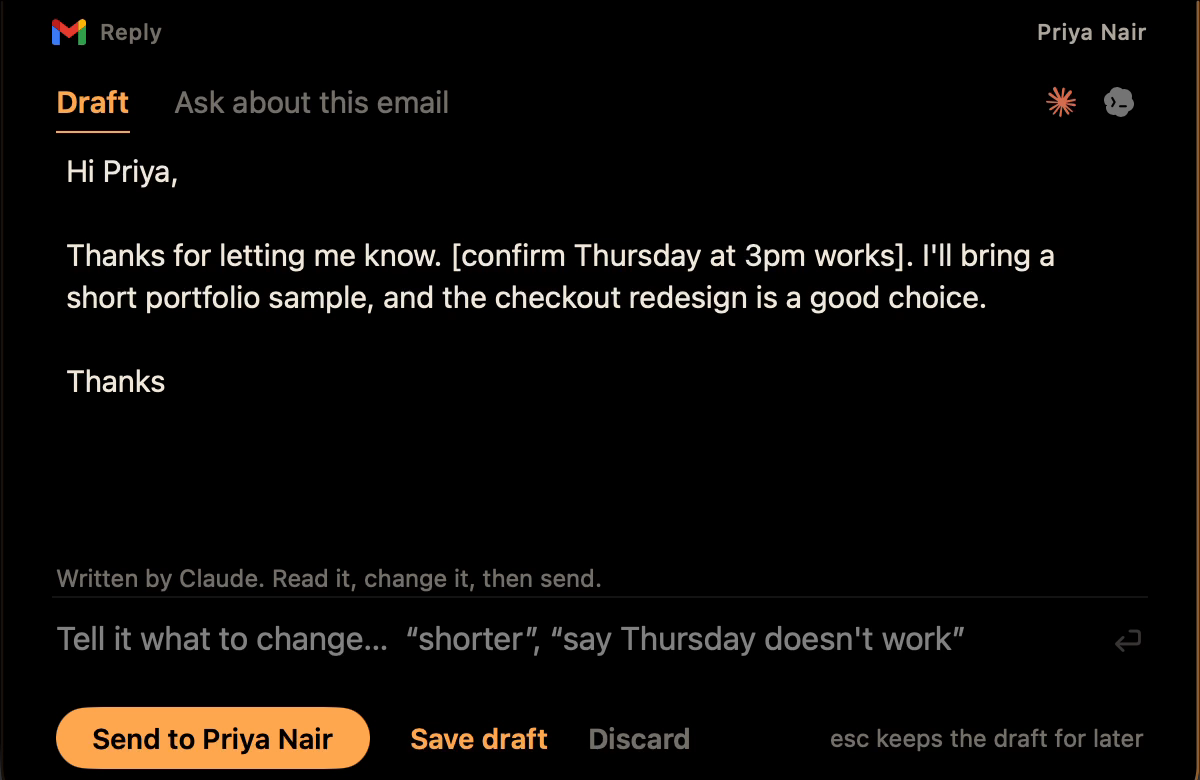 Reply
Priya Nair
Draft
Ask about this email
Hi Priya,
Thanks for letting me know. [confirm Thursday at 3pm works]. I'll bring a
short portfolio sample, and the checkout redesign is a good choice.
Thanks
Written by Claude. Read it, change it, then send.
Tell it what to change… “shorter”, “say Thursday doesn't work”
Send to Priya Nair
Save draft
Discard
esc keeps the draft for later